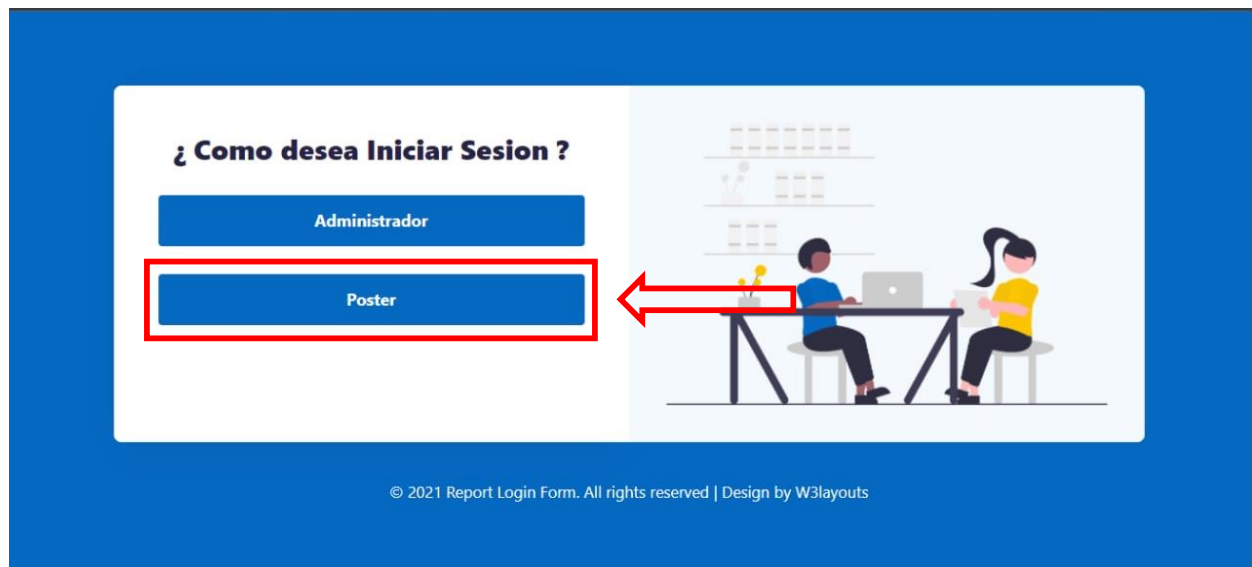 ¿ Como desea Iniciar Sesion ?
Administrador
Poster
© 2021 Report Login Form. All rights reserved | Design by W3layouts